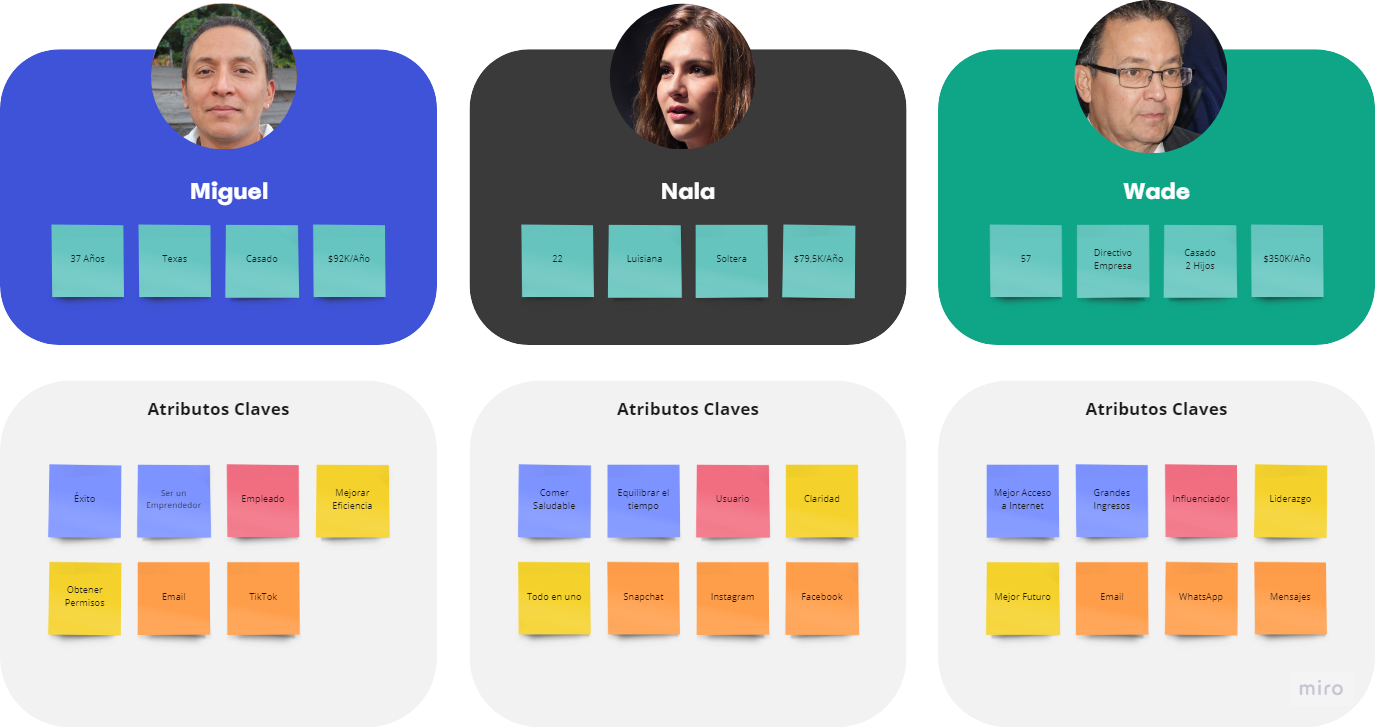 Miguel
37 Años
Texas
Casado
$92K/Año
Nala
22
Luisiana
Soltera
$79,5K/Año
Wade
57
Directivo
Empresa
Casado
2 Hijos
$350K/Año
Atributos Claves
Éxito
Ser un
Emprendedor
Empleado
Mejorar
Eficiencia
Obtener
Permisos
Email
TikTok
Atributos Claves
Comer
Saludable
Equilibrar el
tiempo
Usuario
Claridad
Todo en uno
Snapchat
Instagram
Facebook
Atributos Claves
Mejor Acceso
a Internet
Grandes
Ingresos
Influenciador
Liderazgo
Mejor Futuro
Email
WhatsApp
Mensajes
miro